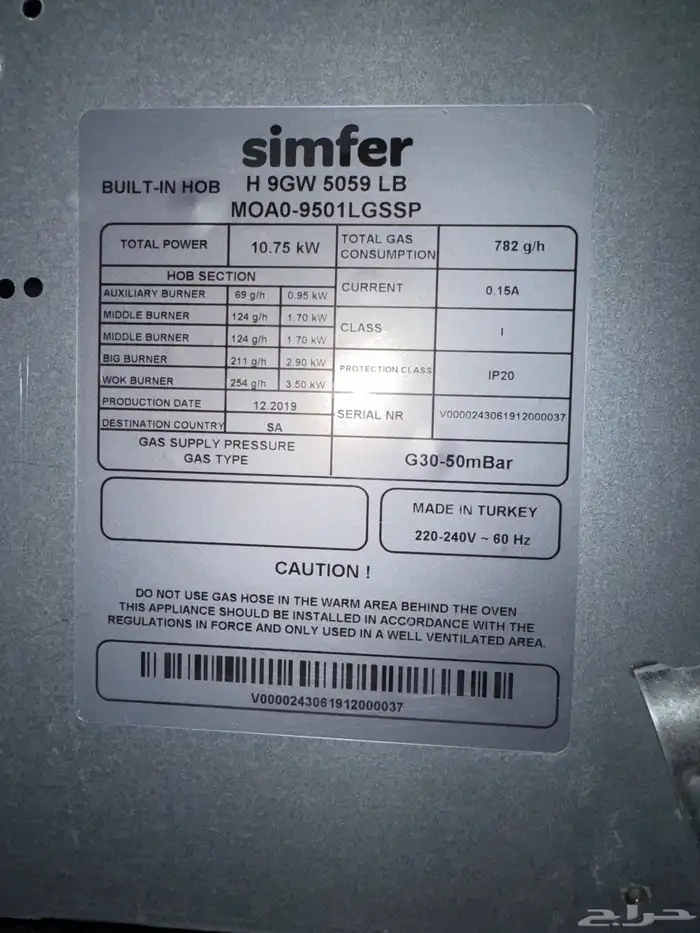 simfer
BUILT-IN HOB H 9GW 5059 LB
MOA0-9501LGSSP
TOTAL POWER 10.75 kW
TOTAL GAS CONSUMPTION 782 g/h
HOB SECTION
AUXILIARY BURNER 69 g/h 0.95 kW
MIDDLE BURNER 124 g/h 1.70 kW
MIDDLE BURNER 124 g/h 1.70 kW
BIG BURNER 211 g/h 2.90 kW
WOK BURNER 254 g/h 3.50 kW
PRODUCTION DATE 12.2019
DESTINATION COUNTRY SA
CURRENT 0.15A
CLASS I
PROTECTION CLASS IP20
SERIAL NR V0000243061912000037
GAS SUPPLY PRESSURE
GAS TYPE
G30-50mBar
MADE IN TURKEY
220-240V ~ 60 Hz
CAUTION !
DO NOT USE GAS HOSE IN THE WARM AREA BEHIND THE OVEN
THIS APPLIANCE SHOULD BE INSTALLED IN ACCORDANCE WITH THE
REGULATIONS IN FORCE AND ONLY USED IN A WELL VENTILATED AREA.
V0000243061912000037
حراج